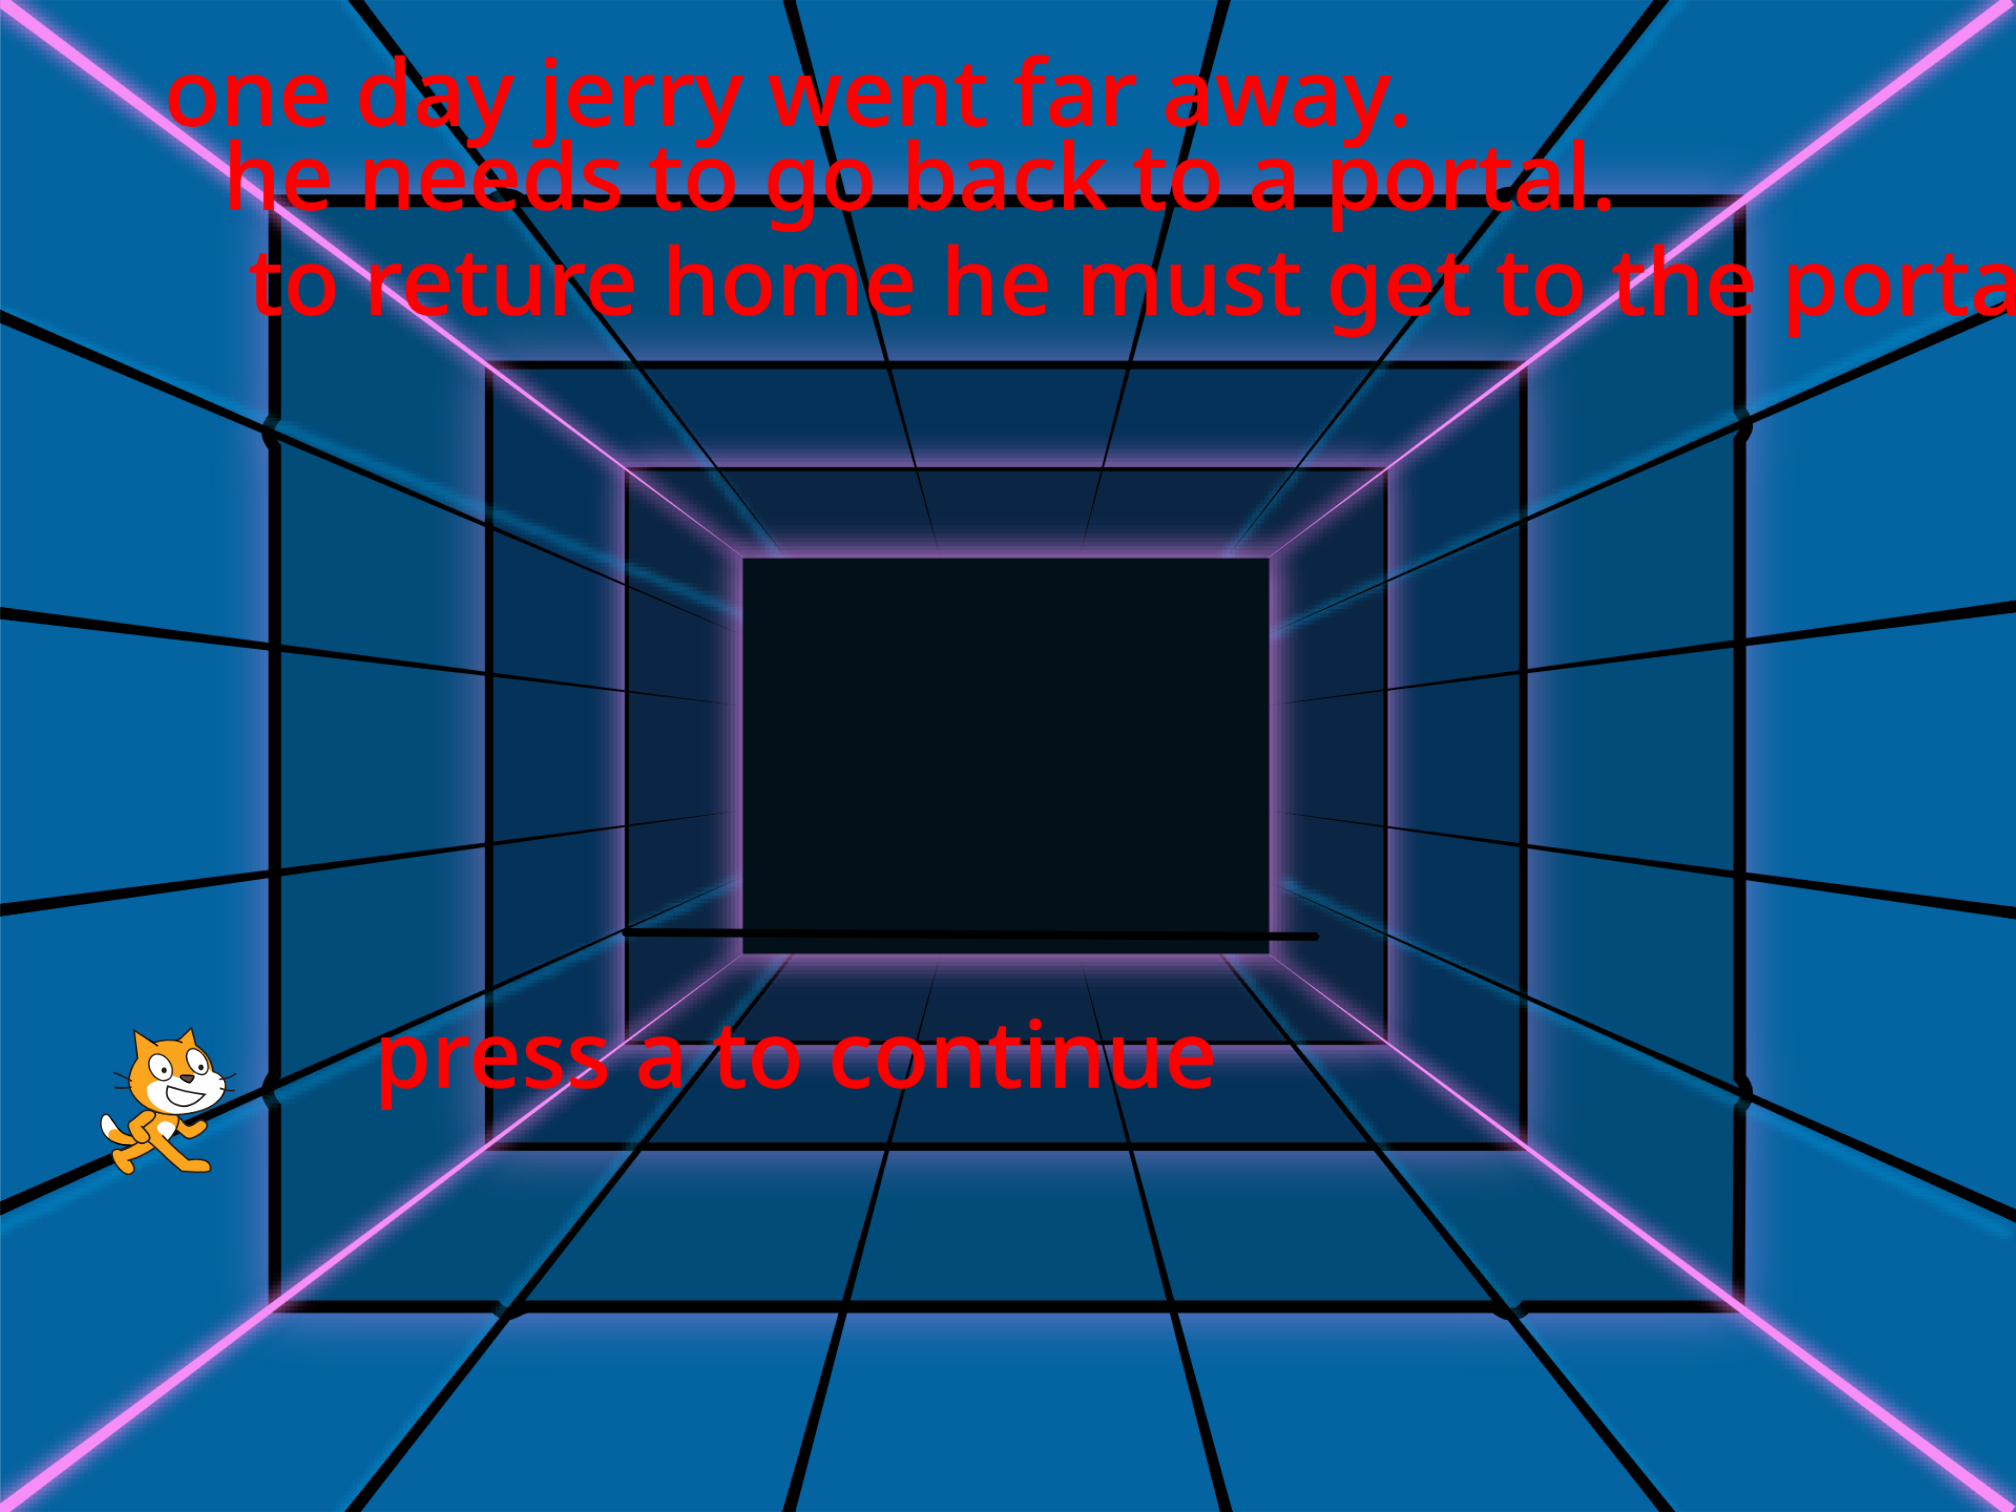 one day jerry went far away.
he needs to go back to a portal.
to reture home he must get to the porta
press a to continue